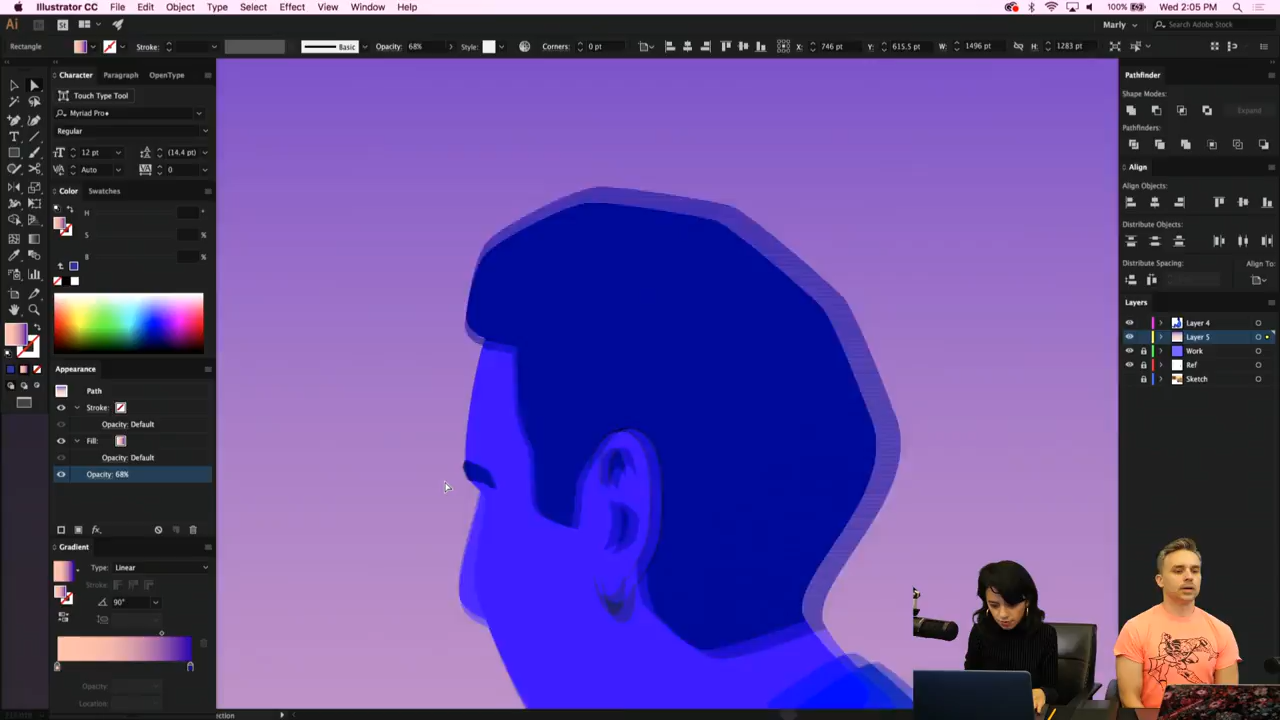 Illustrator CC File Edit Object Type Select Effect View Window Help 100% Wed 2:05 PM
Ai Br St Marly Search Adobe Stock
Rectangle Stroke: Basic Opacity: 68% Style: Corners: 0 pt X: 746 pt Y: 615.5 pt W: 1496 pt H: 1283 pt
Character Paragraph OpenType
Touch Type Tool
Myriad Pro
Regular
12 pt (14.4 pt)
Auto 0
Color Swatches
H °
S %
B %
Appearance
Path
Stroke:
Opacity: Default
Fill:
Opacity: Default
Opacity: 68%
fx
Gradient
Type: Linear
Stroke:
90°
Opacity:
Location:
Pathfinder
Shape Modes:
Expand
Pathfinders:
Align
Align Objects:
Distribute Objects:
Distribute Spacing: Align To:
Layers
Layer 4
Layer 5
Work
Ref
Sketch
ection